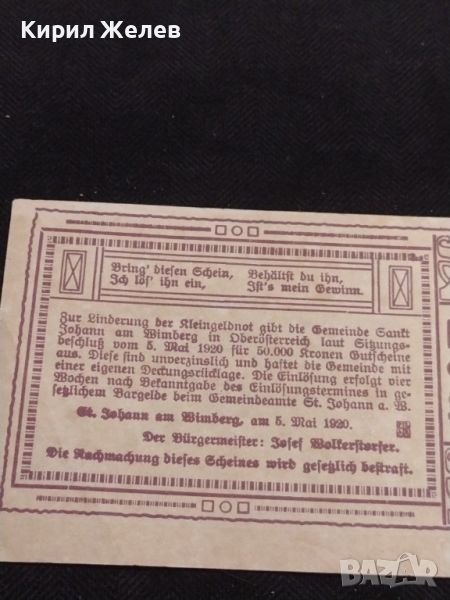 Кирил Желев
Bring' diesen Schein, Behältst du ihn,
Ich lös' ihn ein, Ist's mein Gewinn.
Zur Linderung der Kleingeldnot gibt die Gemeinde Sankt
Johann am Wimberg in Oberösterreich laut Sitzungs-
beschluß vom 5. Mai 1920 für 50.000 Kronen Gutscheine
aus. Diese sind unverzinslich und haftet die Gemeinde mit
einer eigenen Deckungsrücklage. Die Einlösung erfolgt vier
Wochen nach Bekanntgabe des Einlösungstermines in ge-
setzlichem Bargelde beim Gemeindeamte St. Johann a. W.
St. Johann am Wimberg, am 5. Mai 1920.
Der Bürgermeister: Josef Wolkerstorfer.
Die Nachmachung dieses Scheines wird gesetzlich bestraft.
BAZAR